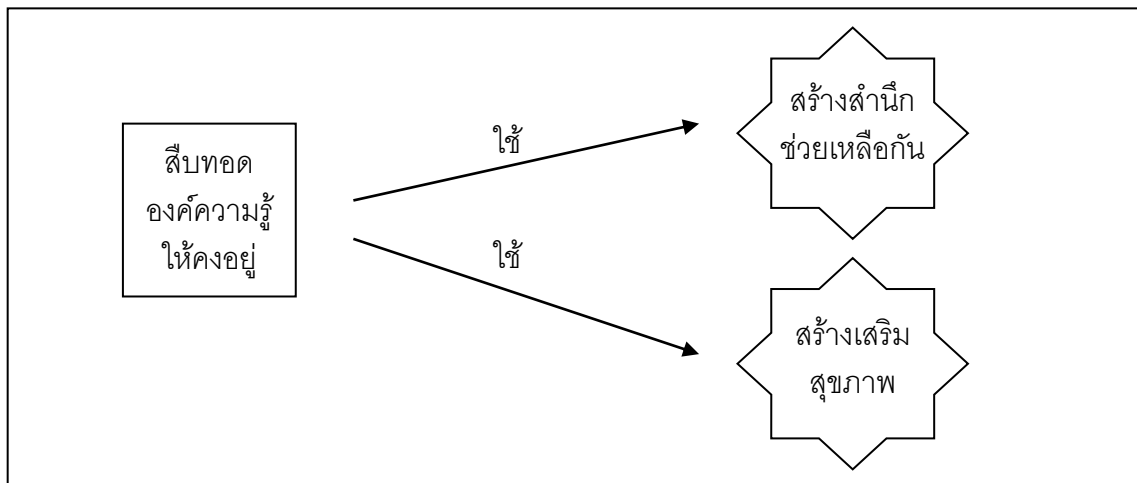 สืบทอด
องค์ความรู้
ให้คงอยู่
ใช้
สร้างสำนึก
ช่วยเหลือกัน
ใช้
สร้างเสริม
สุขภาพ